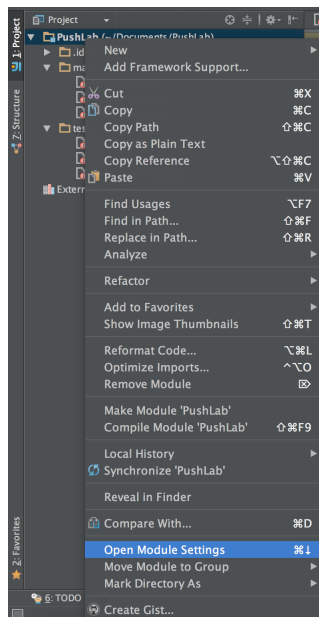 Project
PushLab (~/Documents/PushLab)
.id
ma
tes
Extern
1: Project
7: Structure
2: Favorites
6: TODO
New
Add Framework Support...
Cut ⌘X
Copy ⌘C
Copy Path ⇧⌘C
Copy as Plain Text
Copy Reference ⌥⇧⌘C
Paste ⌘V
Find Usages ⌥F7
Find in Path... ⇧⌘F
Replace in Path... ⇧⌘R
Analyze
Refactor
Add to Favorites
Show Image Thumbnails ⇧⌘T
Reformat Code... ⌥⌘L
Optimize Imports... ^⌥O
Remove Module ⌦
Make Module 'PushLab'
Compile Module 'PushLab' ⇧⌘F9
Local History
Synchronize 'PushLab'
Reveal in Finder
Compare With... ⌘D
Open Module Settings ⌘↓
Move Module to Group
Mark Directory As
Create Gist...